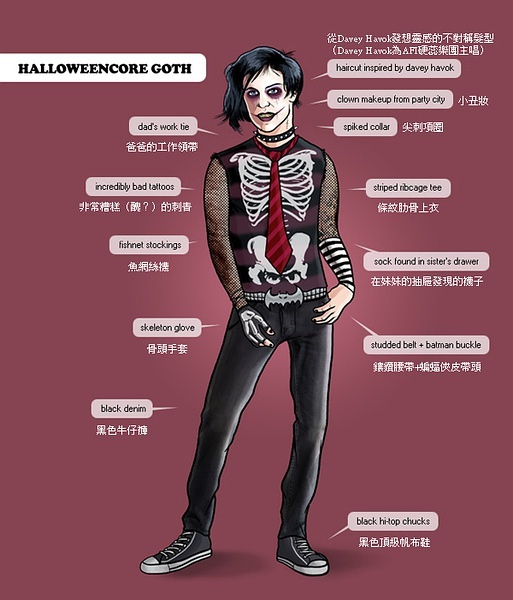 從Davey Havok發想靈感的不對稱髮型
（Davey Havok為AFI硬蕊樂團主唱）
HALLOWEENCORE GOTH
haircut inspired by davey havok
clown makeup from party city
小丑妝
dad's work tie
爸爸的工作領帶
spiked collar
尖刺項圈
incredibly bad tattoos
非常糟糕（醜？）的刺青
striped ribcage tee
條紋肋骨上衣
fishnet stockings
魚網絲襪
sock found in sister's drawer
在妹妹的抽屜發現的襪子
skeleton glove
骨頭手套
studded belt + batman buckle
鑲鑽腰帶+蝙蝠俠皮帶頭
black denim
黑色牛仔褲
black hi-top chucks
黑色頂級帆布鞋